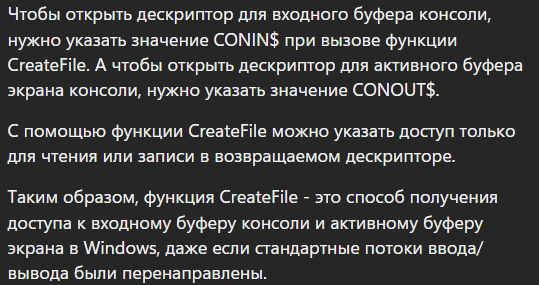 Чтобы открыть дескриптор для входного буфера консоли,
нужно указать значение CONIN$ при вызове функции
CreateFile. А чтобы открыть дескриптор для активного буфера
экрана консоли, нужно указать значение CONOUT$.
С помощью функции CreateFile можно указать доступ только
для чтения или записи в возвращаемом дескрипторе.
Таким образом, функция CreateFile - это способ получения
доступа к входному буферу консоли и активному буферу
экрана в Windows, даже если стандартные потоки ввода/
вывода были перенаправлены.